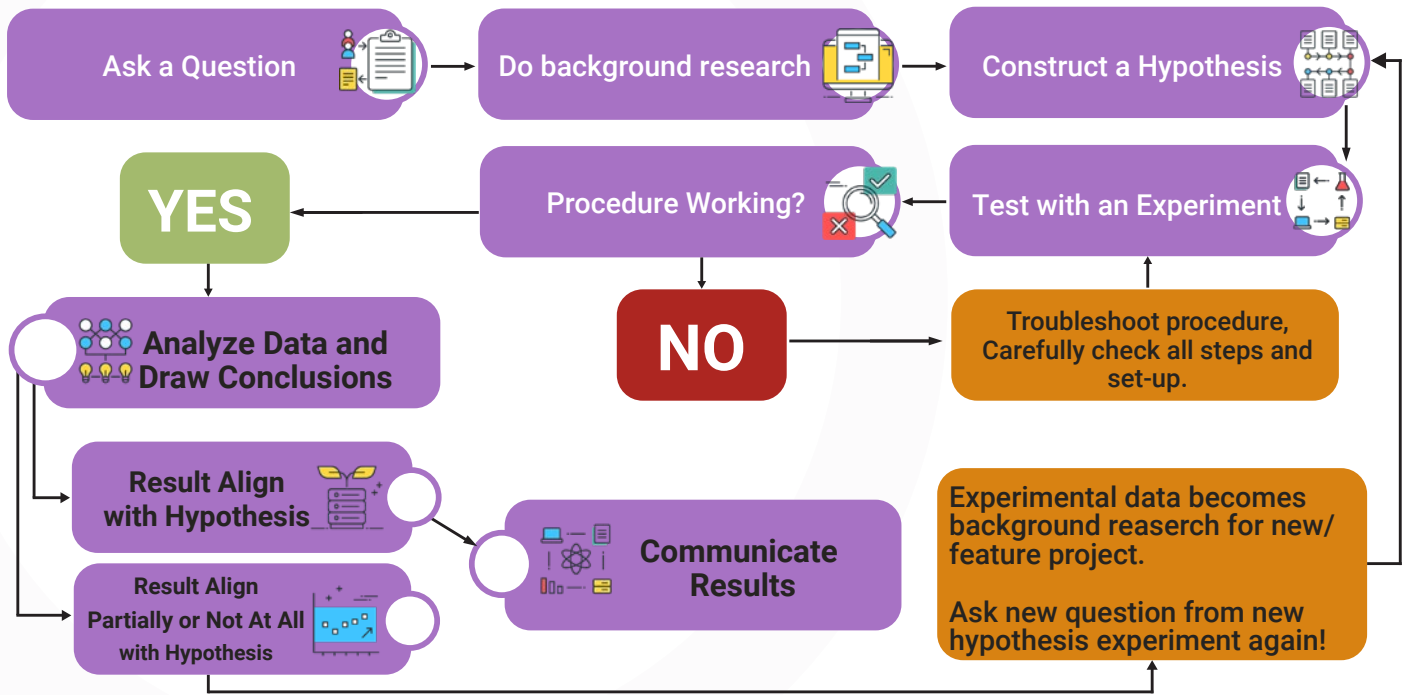 Ask a Question
Do background research
Construct a Hypothesis
YES
Procedure Working?
Test with an Experiment
NO
Troubleshoot procedure,
Carefully check all steps and
set-up.
Analyze Data and
Draw Conclusions
Result Align
with Hypothesis
Communicate
Results
Experimental data becomes
background reaserch for new/
feature project.
Ask new question from new
hypothesis experiment again!
Result Align
Partially or Not At All
with Hypothesis